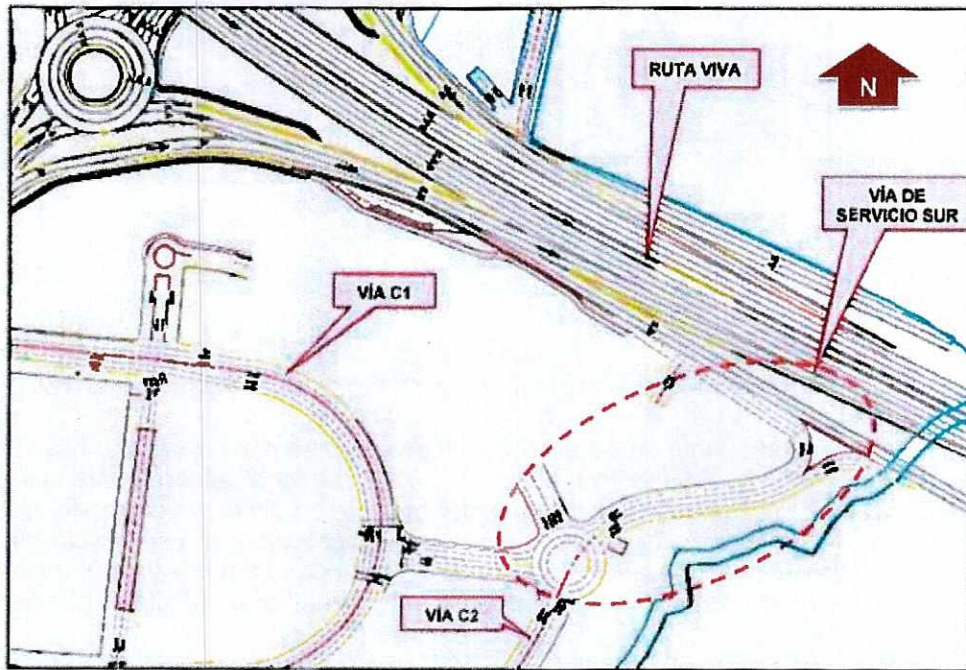 RUTA VIVA
N
VÍA DE
SERVICIO SUR
VÍA C1
VÍA C2